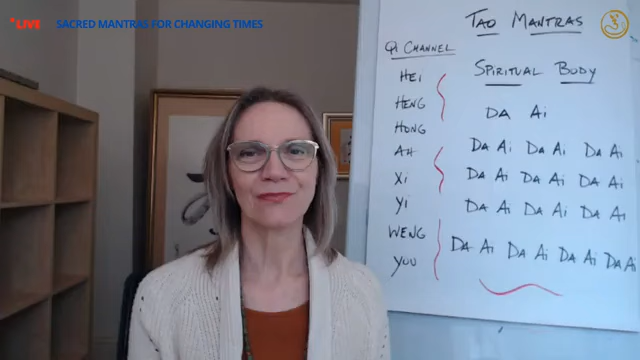 LIVE SACRED MANTRAS FOR CHANGING TIMES
TAO MANTRAS
QI CHANNEL
HEI
HENG
HONG
AH
XI
YI
WENG
YOU
SPIRITUAL BODY
DA Ai
DA Ai DA Ai DA Ai
DA Ai DA Ai DA Ai
DA Ai DA Ai DA Ai
DA Ai DA Ai DA Ai DA Ai